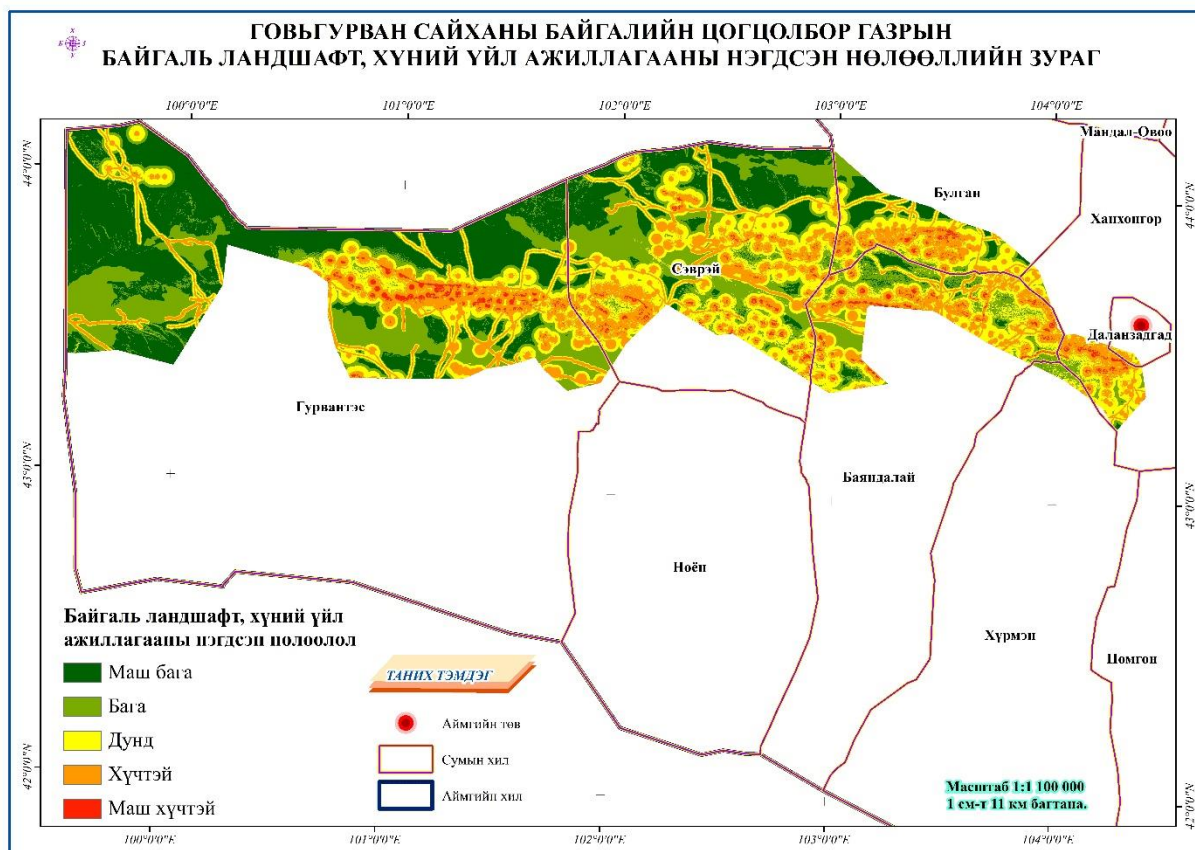 ГОВЬГУРВАН САЙХАНЫ БАЙГАЛИЙН ЦОГЦОЛБОР ГАЗРЫН
БАЙГАЛЬ ЛАНДШАФТ, ХҮНИЙ ҮЙЛ АЖИЛЛАГААНЫ НЭГДСЭН НӨЛӨӨЛЛИЙН ЗУРАГ
100°0'0"E 101°0'0"E 102°0'0"E 103°0'0"E 104°0'0"E
Мандал-Овоо
44°0'0"N
Булган
44°0'0"N
Ханхонгор
Сэврэй
Даланзадгад
Гурвантэс
43°0'0"N
Баяндалай
43°0'0"N
Ноён
Хүрмэн
Номгон
Байгаль ландшафт, хүний үйл
ажиллагааны нэгдсэн нөлөөлөл
Маш бага
Бага
Дунд
Хүчтэй
Маш хүчтэй
ТАНИХ ТЭМДЭГ
Аймгийн төв
Сумын хил
Аймгийн хил
42°0'0"N
Масштаб 1:1 100 000
1 см-т 11 км багтана.
42°0'0"N
100°0'0"E 101°0'0"E 102°0'0"E 103°0'0"E 104°0'0"E